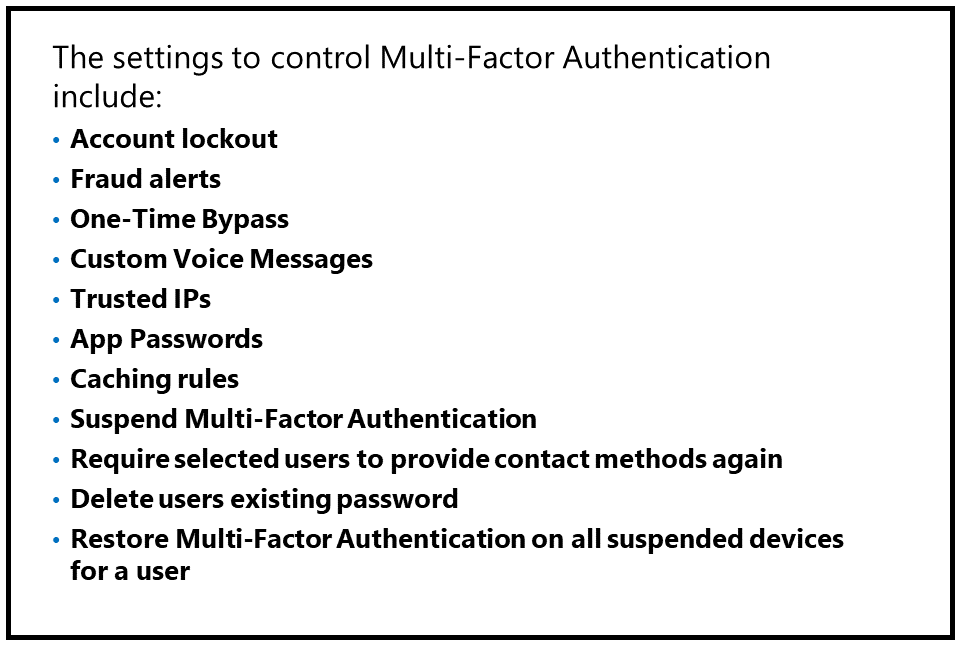 The settings to control Multi-Factor Authentication
include:
• Account lockout
• Fraud alerts
• One-Time Bypass
• Custom Voice Messages
• Trusted IPs
• App Passwords
• Caching rules
• Suspend Multi-Factor Authentication
• Require selected users to provide contact methods again
• Delete users existing password
• Restore Multi-Factor Authentication on all suspended devices
for a user